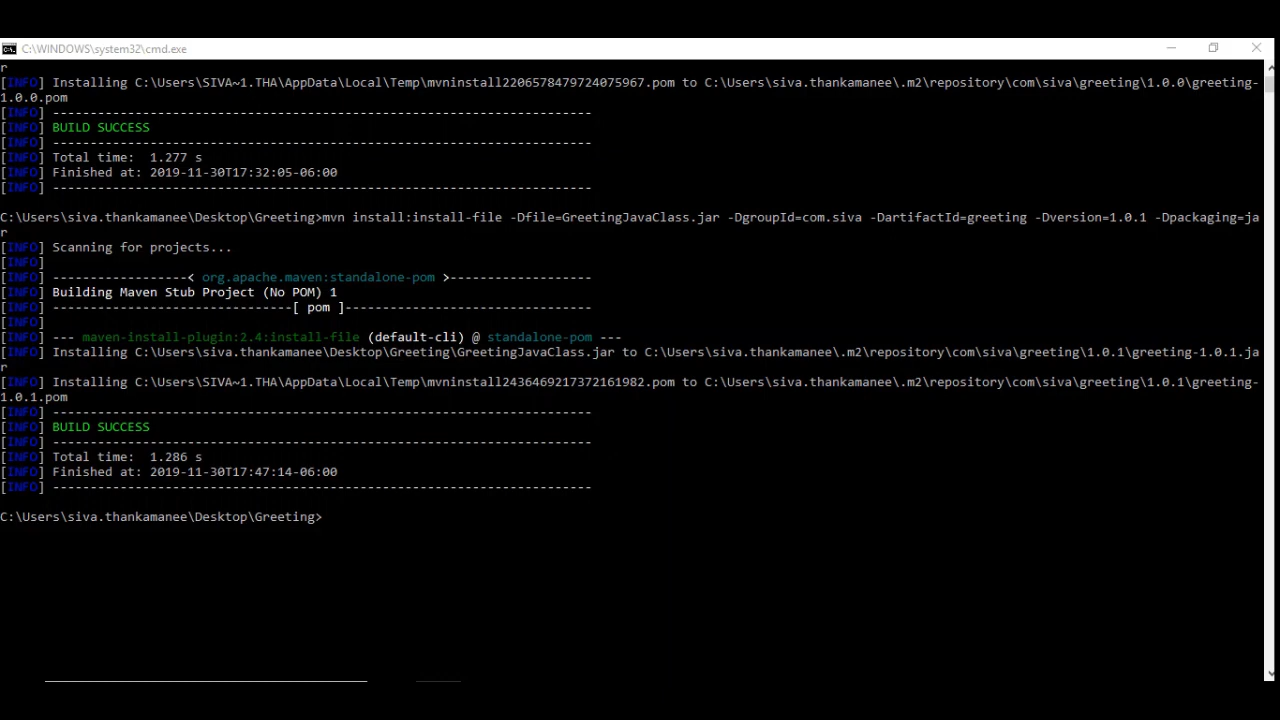 C:\WINDOWS\system32\cmd.exe
r
[INFO] Installing C:\Users\SIVA~1.THA\AppData\Local\Temp\mvninstall2206578479724075967.pom to C:\Users\siva.thankamanee\.m2\repository\com\siva\greeting\1.0.0\greeting-
1.0.0.pom
[INFO] ------------------------------------------------------------------------
[INFO] BUILD SUCCESS
[INFO] ------------------------------------------------------------------------
[INFO] Total time:  1.277 s
[INFO] Finished at: 2019-11-30T17:32:05-06:00
[INFO] ------------------------------------------------------------------------
C:\Users\siva.thankamanee\Desktop\Greeting>mvn install:install-file -Dfile=GreetingJavaClass.jar -DgroupId=com.siva -DartifactId=greeting -Dversion=1.0.1 -Dpackaging=ja
r
[INFO] Scanning for projects...
[INFO]
[INFO] ------------------< org.apache.maven:standalone-pom >-------------------
[INFO] Building Maven Stub Project (No POM) 1
[INFO] --------------------------------[ pom ]---------------------------------
[INFO]
[INFO] --- maven-install-plugin:2.4:install-file (default-cli) @ standalone-pom ---
[INFO] Installing C:\Users\siva.thankamanee\Desktop\Greeting\GreetingJavaClass.jar to C:\Users\siva.thankamanee\.m2\repository\com\siva\greeting\1.0.1\greeting-1.0.1.ja
r
[INFO] Installing C:\Users\SIVA~1.THA\AppData\Local\Temp\mvninstall2436469217372161982.pom to C:\Users\siva.thankamanee\.m2\repository\com\siva\greeting\1.0.1\greeting-
1.0.1.pom
[INFO] ------------------------------------------------------------------------
[INFO] BUILD SUCCESS
[INFO] ------------------------------------------------------------------------
[INFO] Total time:  1.286 s
[INFO] Finished at: 2019-11-30T17:47:14-06:00
[INFO] ------------------------------------------------------------------------
C:\Users\siva.thankamanee\Desktop\Greeting>